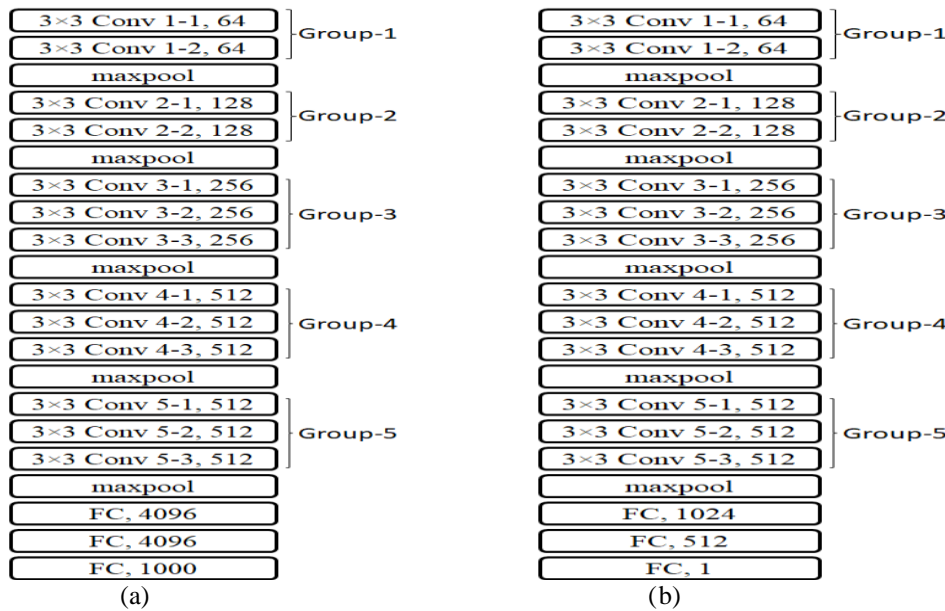 3×3 Conv 1-1, 64
3×3 Conv 1-2, 64
Group-1
maxpool
3×3 Conv 2-1, 128
3×3 Conv 2-2, 128
Group-2
maxpool
3×3 Conv 3-1, 256
3×3 Conv 3-2, 256
3×3 Conv 3-3, 256
Group-3
maxpool
3×3 Conv 4-1, 512
3×3 Conv 4-2, 512
3×3 Conv 4-3, 512
Group-4
maxpool
3×3 Conv 5-1, 512
3×3 Conv 5-2, 512
3×3 Conv 5-3, 512
Group-5
maxpool
FC, 4096
FC, 4096
FC, 1000
(a)
3×3 Conv 1-1, 64
3×3 Conv 1-2, 64
Group-1
maxpool
3×3 Conv 2-1, 128
3×3 Conv 2-2, 128
Group-2
maxpool
3×3 Conv 3-1, 256
3×3 Conv 3-2, 256
3×3 Conv 3-3, 256
Group-3
maxpool
3×3 Conv 4-1, 512
3×3 Conv 4-2, 512
3×3 Conv 4-3, 512
Group-4
maxpool
3×3 Conv 5-1, 512
3×3 Conv 5-2, 512
3×3 Conv 5-3, 512
Group-5
maxpool
FC, 1024
FC, 512
FC, 1
(b)